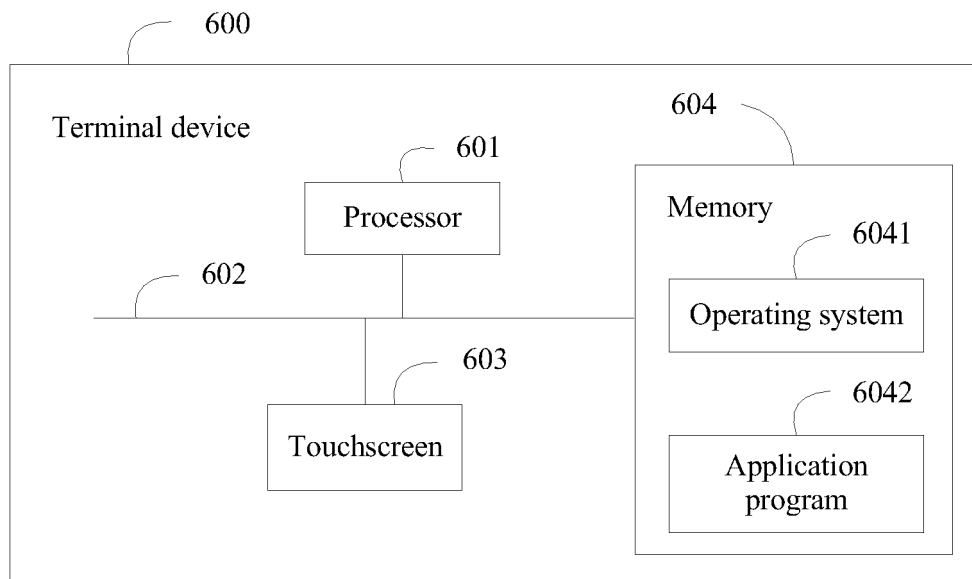 600
Terminal device
604
601
Processor
Memory
6041
602
Operating system
603
6042
Touchscreen
Application
program